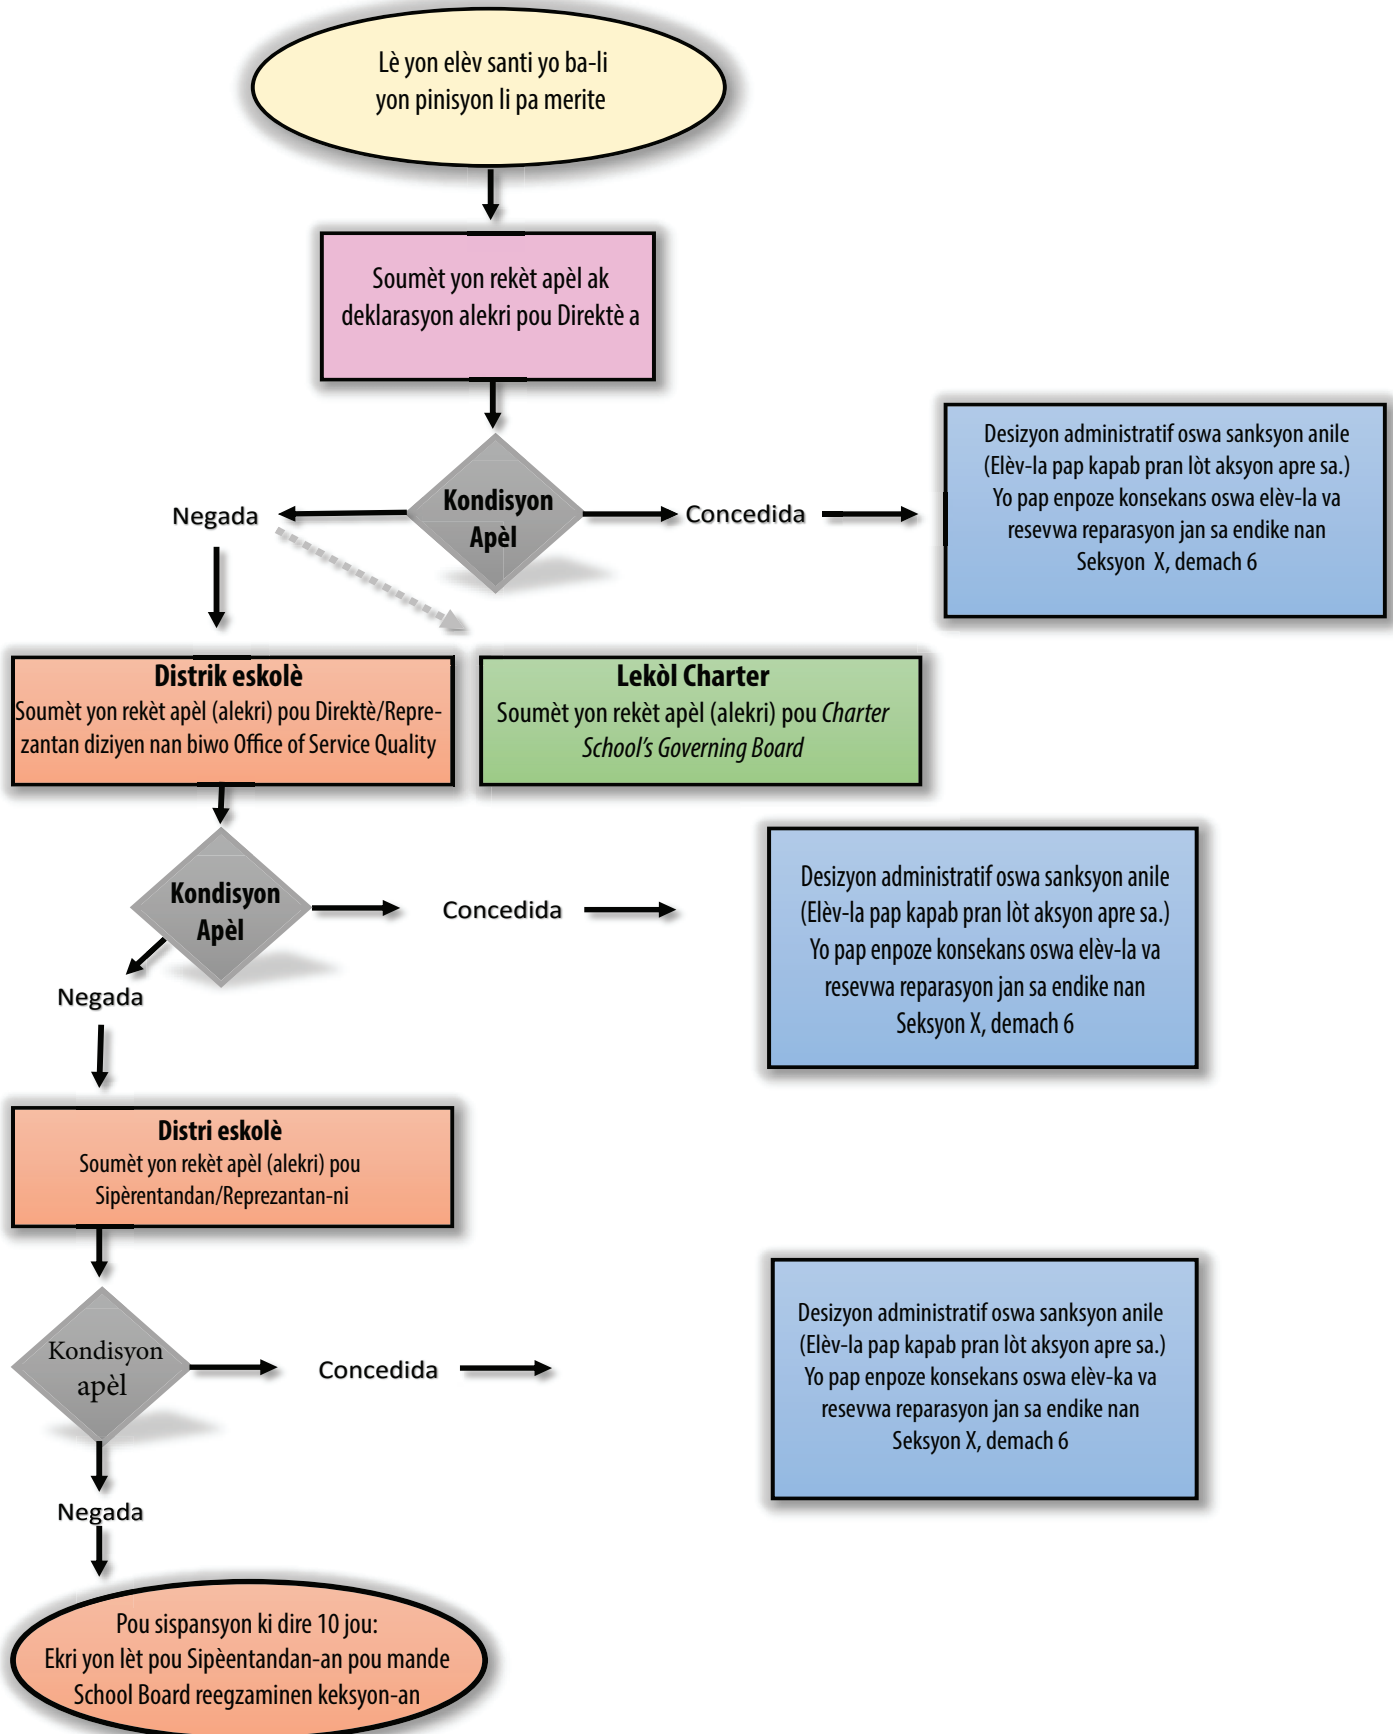 Lè yon elèv santi yo ba-li
yon pinisyon li pa merite
Soumèt yon rekèt apèl ak
deklarasyon alekri pou Direktè a
Kondisyon
Apèl
Negada
Concedida
Desizyon administratif oswa sanksyon anile
(Elèv-la pap kapab pran lòt aksyon apre sa.)
Yo pap enpoze konsekans oswa elèv-la va
resevwa reparasyon jan sa endike nan
Seksyon X, demach 6
Distrik eskolè
Soumèt yon rekèt apèl (alekri) pou Direktè/Repre-
zantan diziyen nan biwo Office of Service Quality
Lekòl Charter
Soumèt yon rekèt apèl (alekri) pou Charter
School's Governing Board
Kondisyon
Apèl
Concedida
Desizyon administratif oswa sanksyon anile
(Elèv-la pap kapab pran lòt aksyon apre sa.)
Yo pap enpoze konsekans oswa elèv-la va
resevwa reparasyon jan sa endike nan
Seksyon X, demach 6
Negada
Distri eskolè
Soumèt yon rekèt apèl (alekri) pou
Sipèrentandan/Reprezantan-ni
Kondisyon
apèl
Concedida
Desizyon administratif oswa sanksyon anile
(Elèv-la pap kapab pran lòt aksyon apre sa.)
Yo pap enpoze konsekans oswa elèv-ka va
resevwa reparasyon jan sa endike nan
Seksyon X, demach 6
Negada
Pou sispansyon ki dire 10 jou:
Ekri yon lèt pou Sipèentandan-an pou mande
School Board reegzaminen keksyon-an